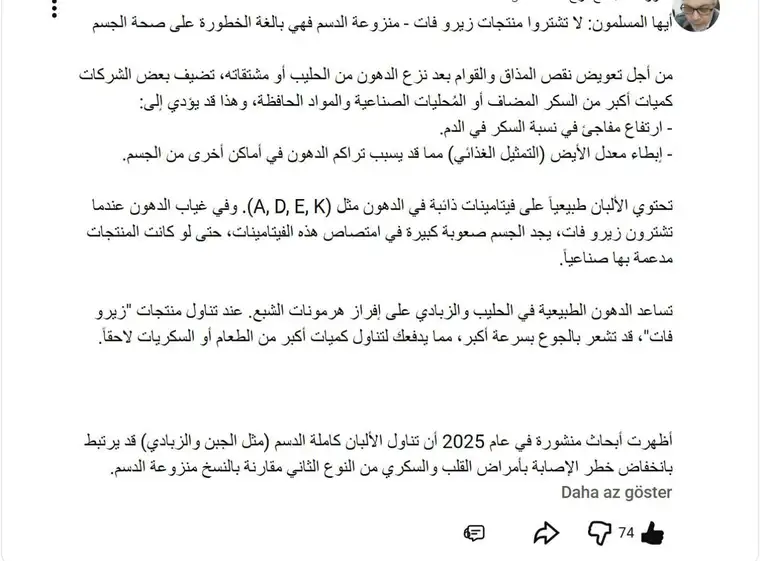 أيها المسلمون: لا تشتروا منتجات زيرو فات - منزوعة الدسم فهي بالغة الخطورة على صحة الجسم
من أجل تعويض نقص المذاق والقوام بعد نزع الدهون من الحليب أو مشتقاته، تضيف بعض الشركات
كميات أكبر من السكر المضاف أو المُحليات الصناعية والمواد الحافظة، وهذا قد يؤدي إلى:
- ارتفاع مفاجئ في نسبة السكر في الدم.
- إبطاء معدل الأيض (التمثيل الغذائي) مما قد يسبب تراكم الدهون في أماكن أخرى من الجسم.
تحتوي الألبان طبيعياً على فيتامينات ذائبة في الدهون مثل (A, D, E, K). وفي غياب الدهون عندما
تشترون زيرو فات، يجد الجسم صعوبة كبيرة في امتصاص هذه الفيتامينات، حتى لو كانت المنتجات
مدعمة بها صناعياً.
تساعد الدهون الطبيعية في الحليب والزبادي على إفراز هرمونات الشبع. عند تناول منتجات "زيرو
فات"، قد تشعر بالجوع بسرعة أكبر، مما يدفعك لتناول كميات أكبر من الطعام أو السكريات لاحقاً.
أظهرت أبحاث منشورة في عام 2025 أن تناول الألبان كاملة الدسم (مثل الجبن والزبادي) قد يرتبط
بانخفاض خطر الإصابة بأمراض القلب والسكري من النوع الثاني مقارنة بالنسخ منزوعة الدسم.
Daha az göster
74